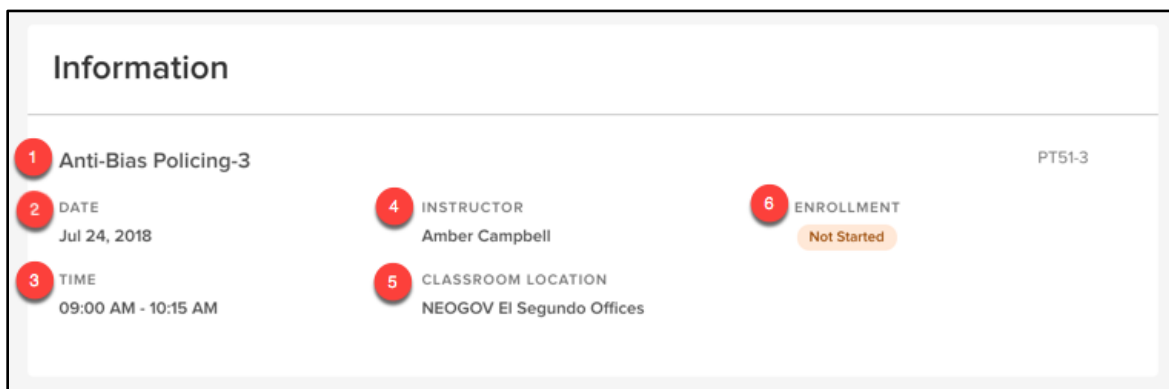 Information
1 Anti-Bias Policing-3 PT51-3
2 DATE 4 INSTRUCTOR 6 ENROLLMENT
Jul 24, 2018 Amber Campbell Not Started
3 TIME 5 CLASSROOM LOCATION
09:00 AM - 10:15 AM NEOGOV El Segundo Offices